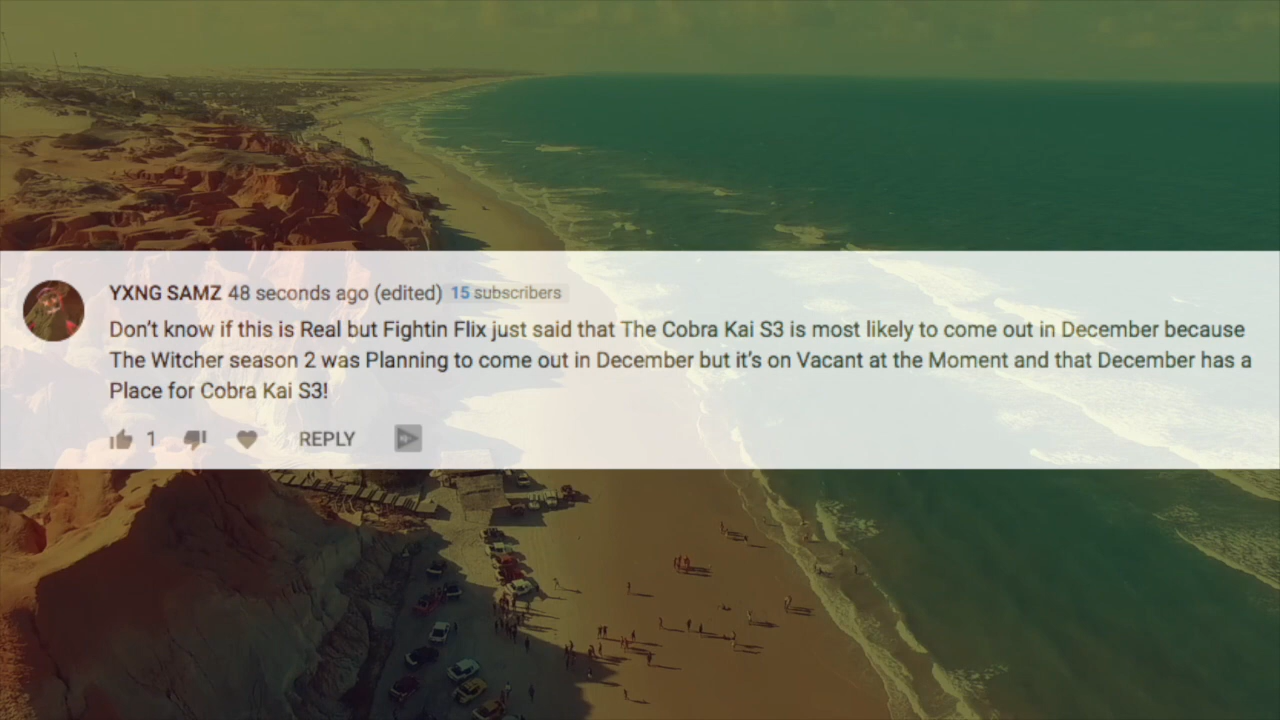 YXNG SAMZ 48 seconds ago (edited) 15 subscribers
Don't know if this is Real but Fightin Flix just said that The Cobra Kai S3 is most likely to come out in December because
The Witcher season 2 was Planning to come out in December but it's on Vacant at the Moment and that December has a
Place for Cobra Kai S3!
1 REPLY